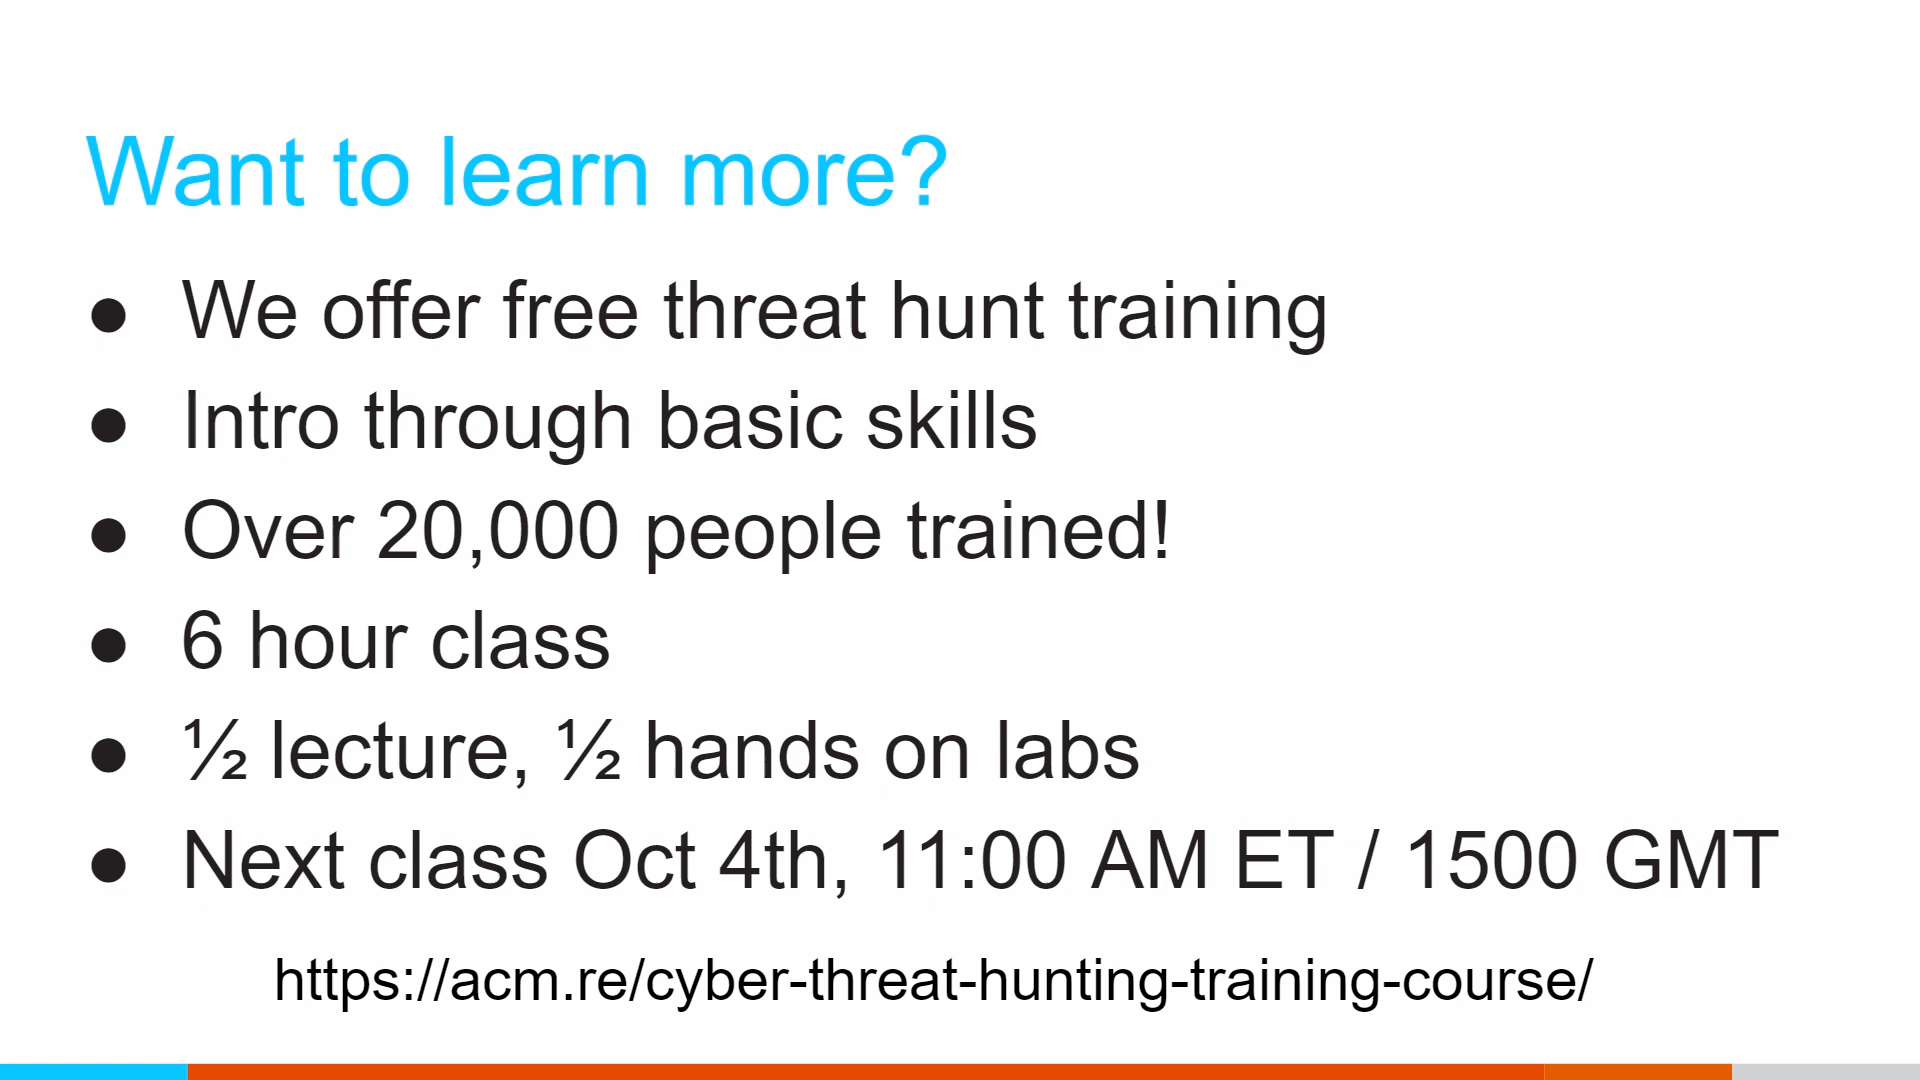 Want to learn more?
● We offer free threat hunt training
● Intro through basic skills
● Over 20,000 people trained!
● 6 hour class
● ½ lecture, ½ hands on labs
● Next class Oct 4th, 11:00 AM ET / 1500 GMT
https://acm.re/cyber-threat-hunting-training-course/